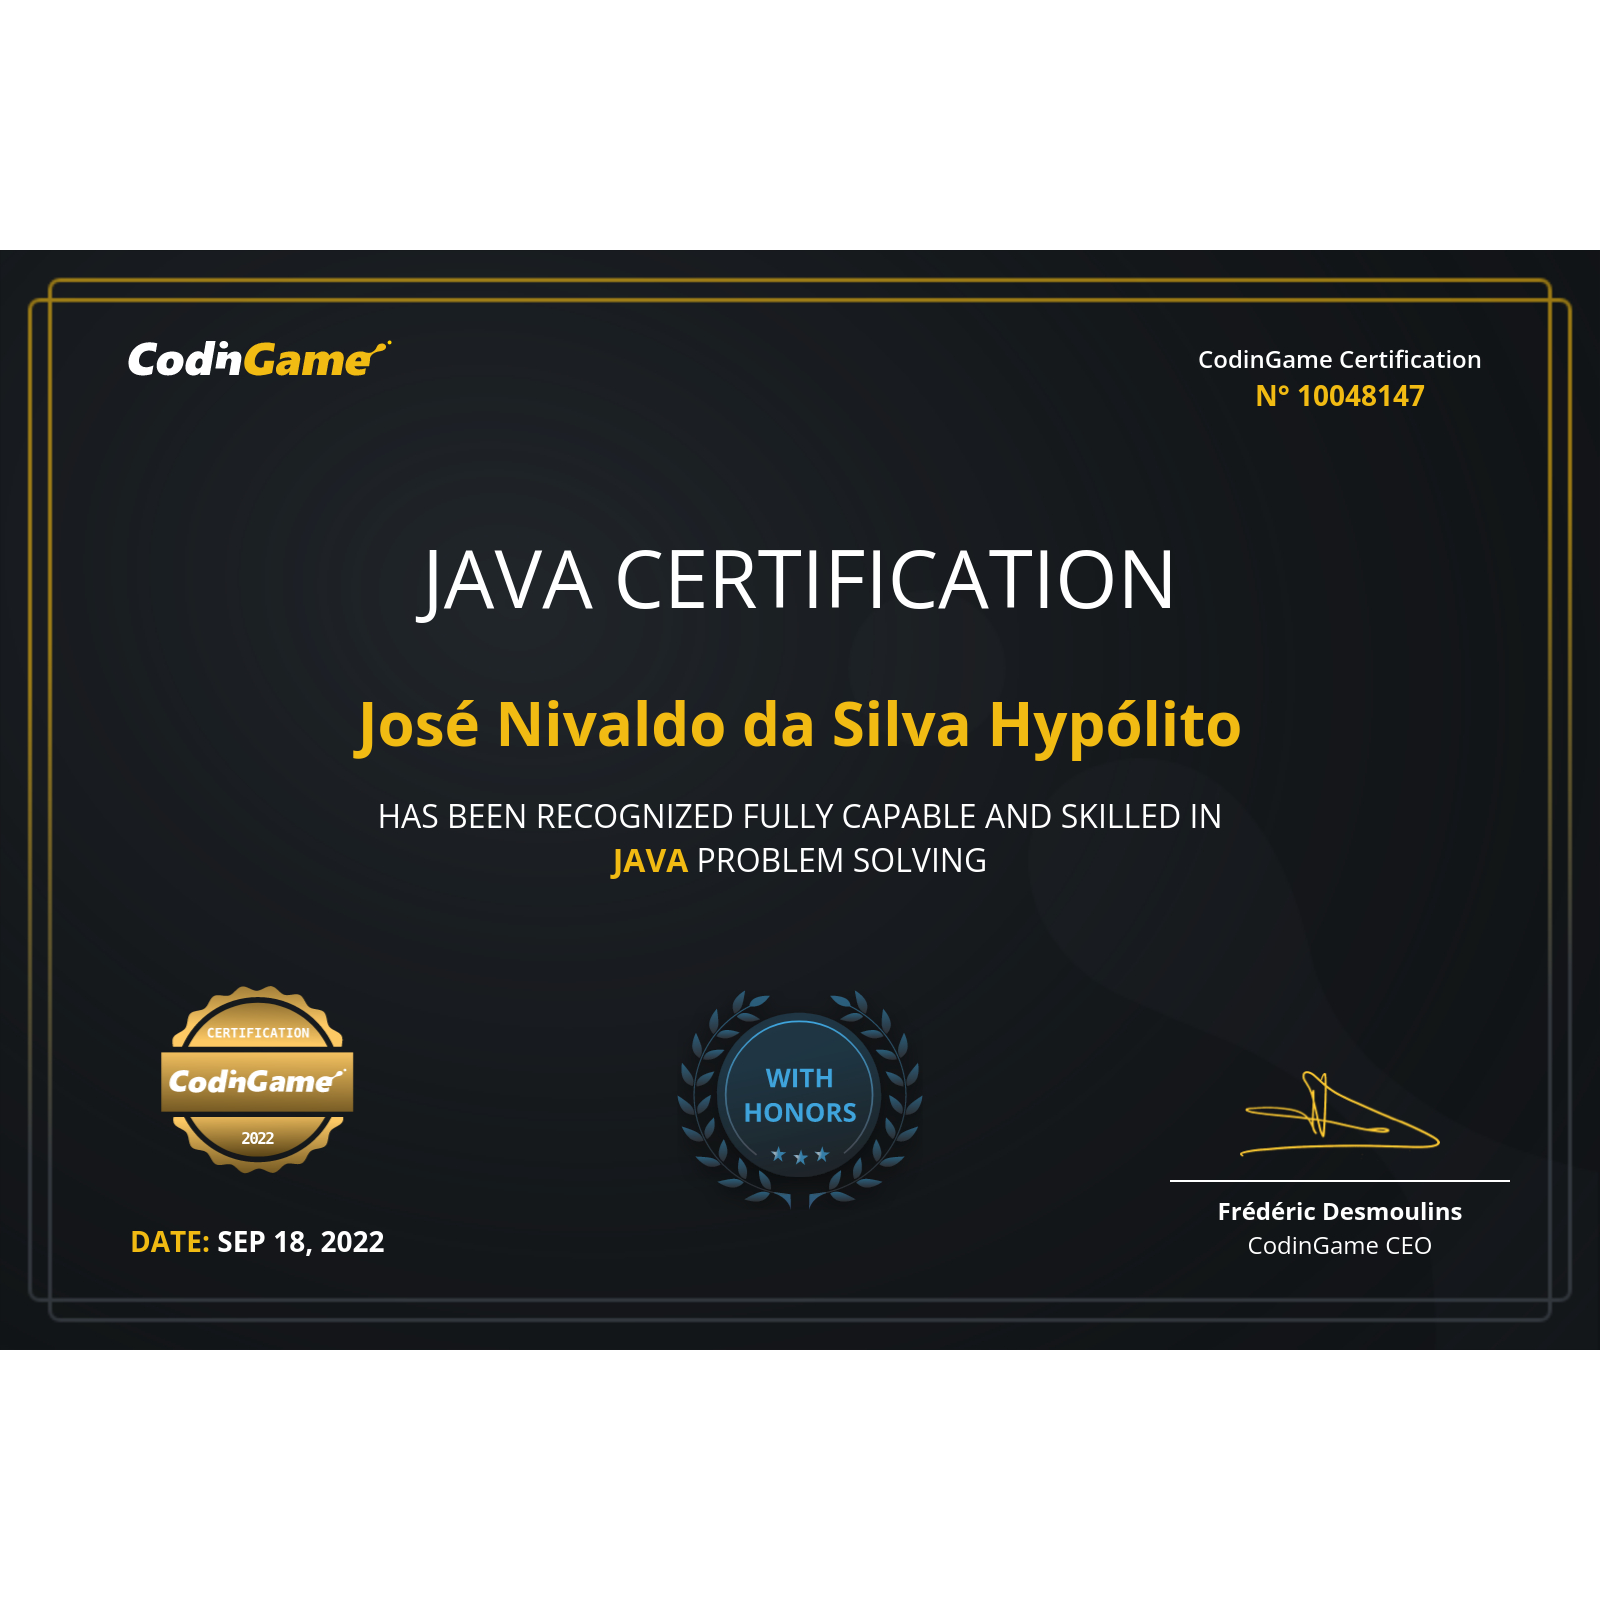 CodinGame
CodinGame Certification
N° 10048147
JAVA CERTIFICATION
José Nivaldo da Silva Hypólito
HAS BEEN RECOGNIZED FULLY CAPABLE AND SKILLED IN
JAVA PROBLEM SOLVING
CERTIFICATION
CodinGame
2022
WITH
HONORS
DATE: SEP 18, 2022
Frédéric Desmoulins
CodinGame CEO